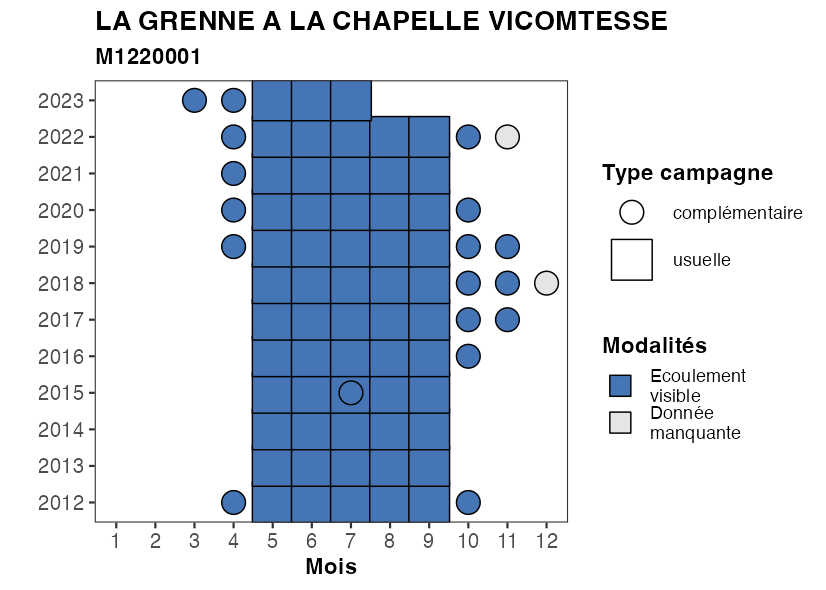 LA GRENNE A LA CHAPELLE VICOMTESSE
M1220001
2023
2022
2021
2020
2019
2018
2017
2016
2015
2014
2013
2012
1 2 3 4 5 6 7 8 9 10 11 12
Mois
Type campagne
complémentaire
usuelle
Modalités
Ecoulement
visible
Donnée
manquante